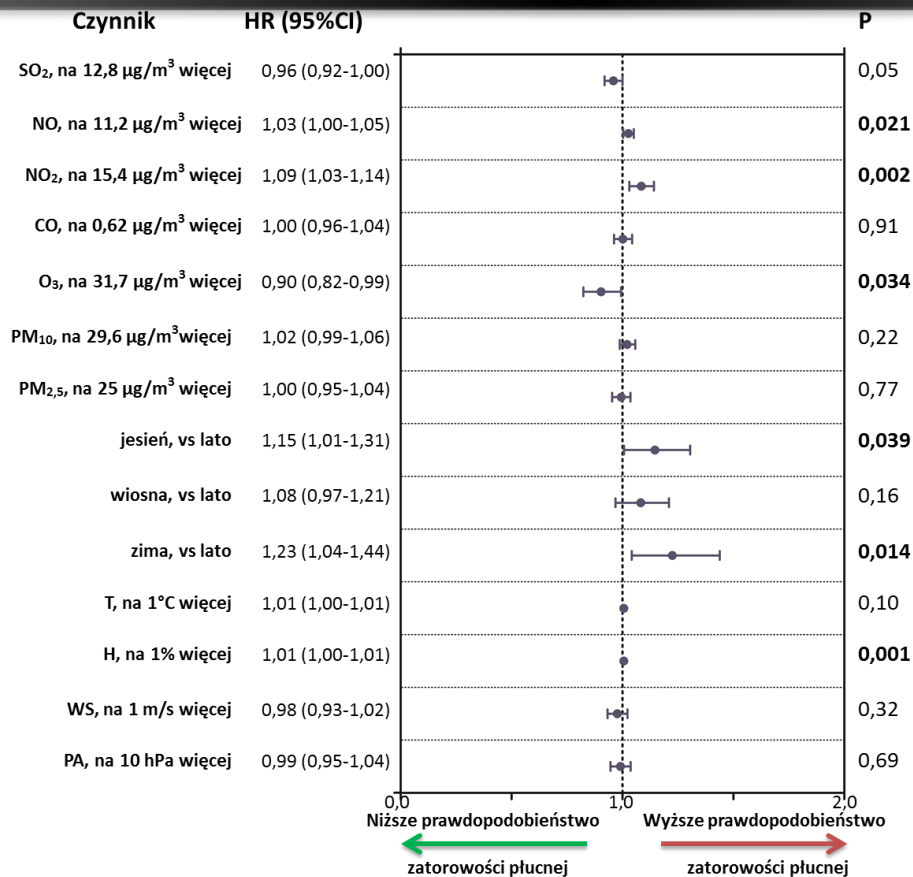 Czynnik HR (95%CI) P
SO₂, na 12,8 µg/m³ więcej 0,96 (0,92-1,00) 0,05
NO, na 11,2 µg/m³ więcej 1,03 (1,00-1,05) 0,021
NO₂, na 15,4 µg/m³ więcej 1,09 (1,03-1,14) 0,002
CO, na 0,62 µg/m³ więcej 1,00 (0,96-1,04) 0,91
O₃, na 31,7 µg/m³ więcej 0,90 (0,82-0,99) 0,034
PM₁₀, na 29,6 µg/m³więcej 1,02 (0,99-1,06) 0,22
PM₂,₅, na 25 µg/m³ więcej 1,00 (0,95-1,04) 0,77
jesień, vs lato 1,15 (1,01-1,31) 0,039
wiosna, vs lato 1,08 (0,97-1,21) 0,16
zima, vs lato 1,23 (1,04-1,44) 0,014
T, na 1°C więcej 1,01 (1,00-1,01) 0,10
H, na 1% więcej 1,01 (1,00-1,01) 0,001
WS, na 1 m/s więcej 0,98 (0,93-1,02) 0,32
PA, na 10 hPa więcej 0,99 (0,95-1,04) 0,69
0,0 1,0 2,0
Niższe prawdopodobieństwo Wyższe prawdopodobieństwo
zatorowości płucnej zatorowości płucnej